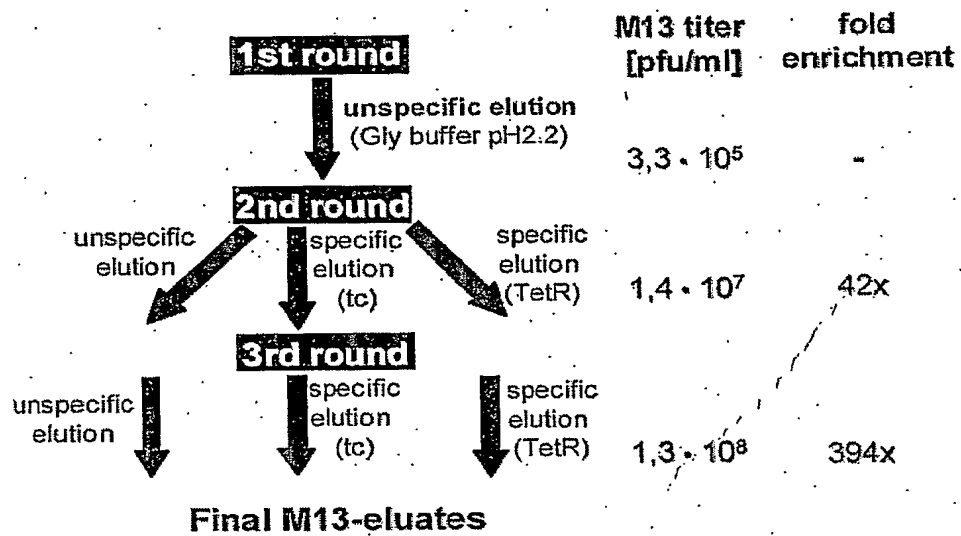 M13 titer
[pfu/ml]
fold
enrichment
1st round
unspecific elution
(Gly buffer pH2.2)
3,3 • 10⁵
-
2nd round
unspecific
elution
specific
elution
(tc)
specific
elution
(TetR)
1,4 • 10⁷
42x
3rd round
unspecific
elution
specific
elution
(tc)
specific
elution
(TetR)
1,3 • 10⁸
394x
Final M13-eluates